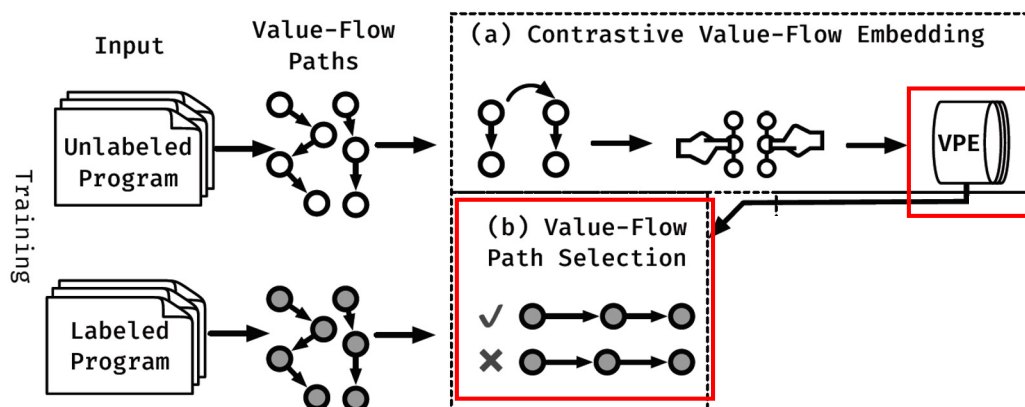 Input
Value-Flow
Paths
(a) Contrastive Value-Flow Embedding
Unlabeled
Program
VPE
Training
(b) Value-Flow
Path Selection
Labeled
Program